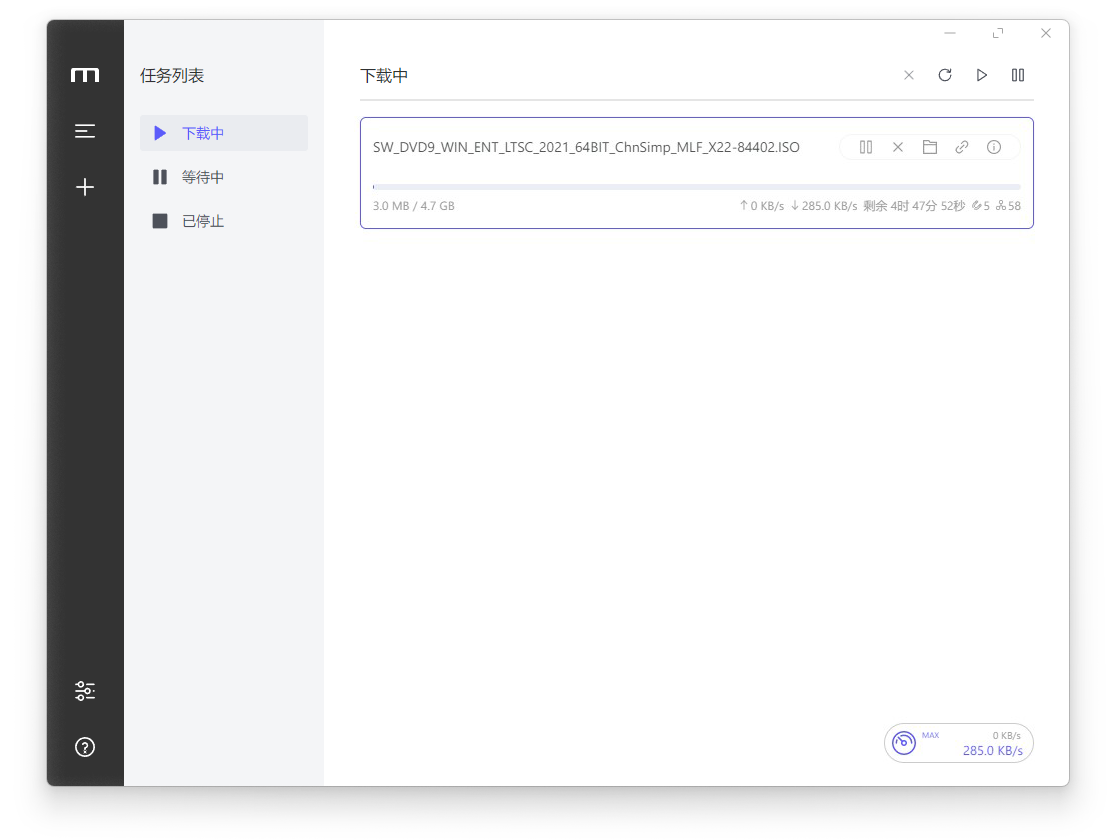 任务列表
下载中
等待中
已停止
下载中
SW_DVD9_WIN_ENT_LTSC_2021_64BIT_ChnSimp_MLF_X22-84402.ISO
3.0 MB / 4.7 GB
0 KB/s 285.0 KB/s 剩余 4时 47分 52秒 5 58
MAX
0 KB/s
285.0 KB/s